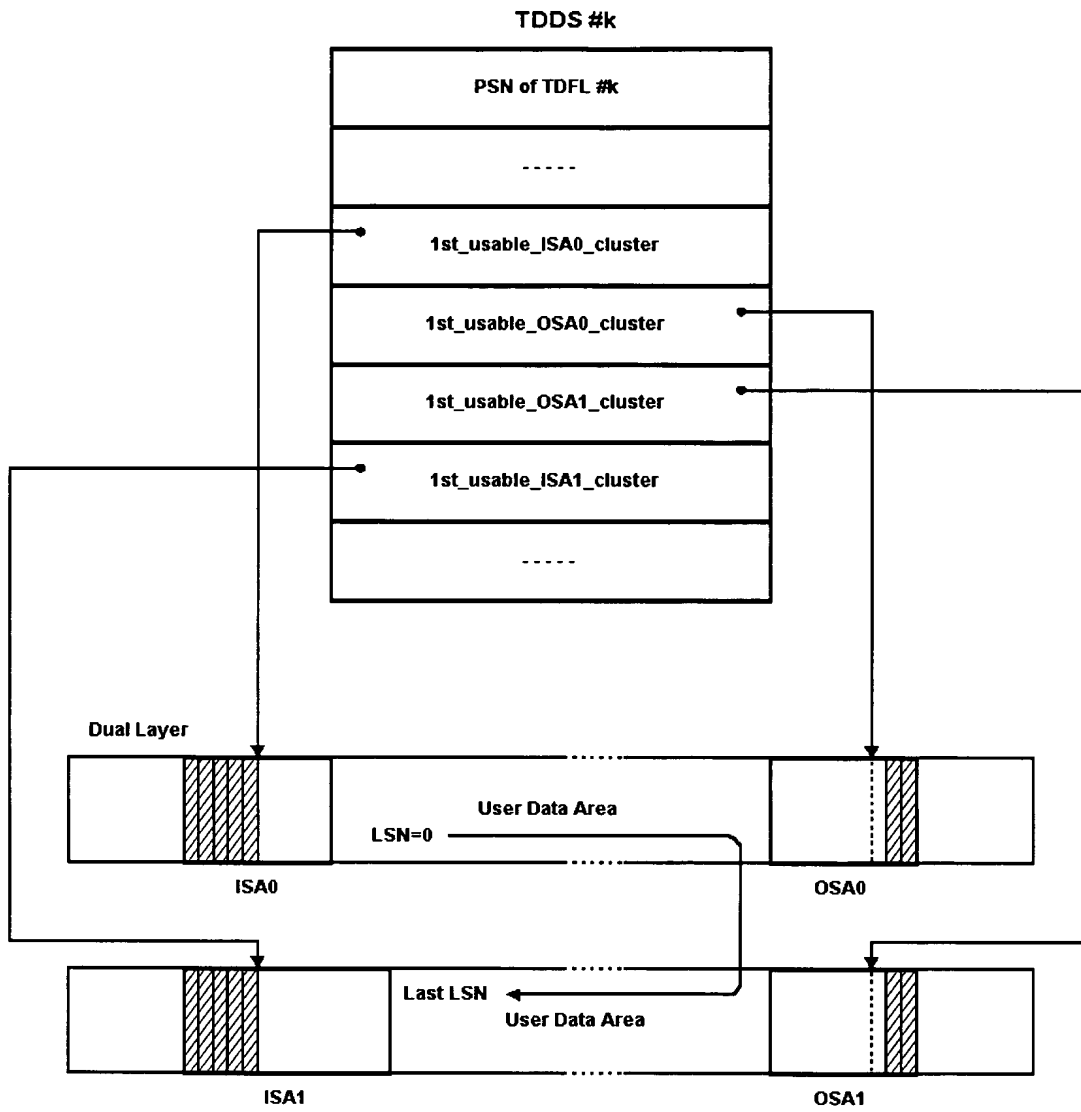 TDDS #k
PSN of TDFL #k
- - - - -
1st_usable_ISA0_cluster
1st_usable_OSA0_cluster
1st_usable_OSA1_cluster
1st_usable_ISA1_cluster
- - - - -
Dual Layer
User Data Area
LSN=0
ISA0
OSA0
Last LSN
User Data Area
ISA1
OSA1